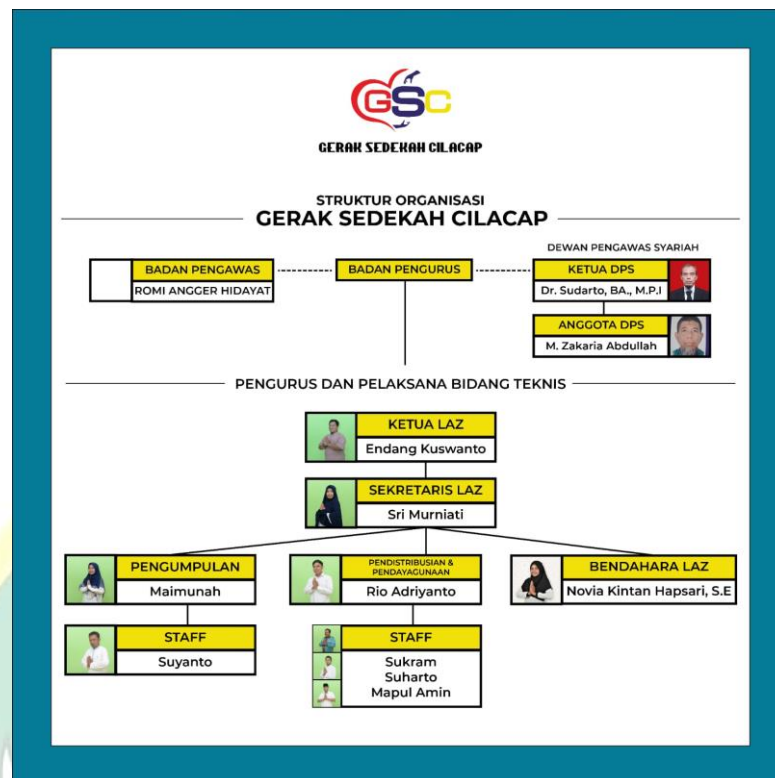 GSC
GERAK SEDEKAH CILACAP
STRUKTUR ORGANISASI
GERAK SEDEKAH CILACAP
DEWAN PENGAWAS SYARIAH
BADAN PENGAWAS
ROMI ANGGER HIDAYAT
BADAN PENGURUS
KETUA DPS
Dr. Sudarto, BA., M.P.I
ANGGOTA DPS
M. Zakaria Abdullah
PENGURUS DAN PELAKSANA BIDANG TEKNIS
KETUA LAZ
Endang Kuswanto
SEKRETARIS LAZ
Sri Murniati
PENGUMPULAN
Maimunah
PENDISTRIBUSIAN &
PENDAYAGUNAAN
Rio Adriyanto
BENDAHARA LAZ
Novia Kintan Hapsari, S.E
STAFF
Suyanto
STAFF
Sukram
Suharto
Mapul Amin